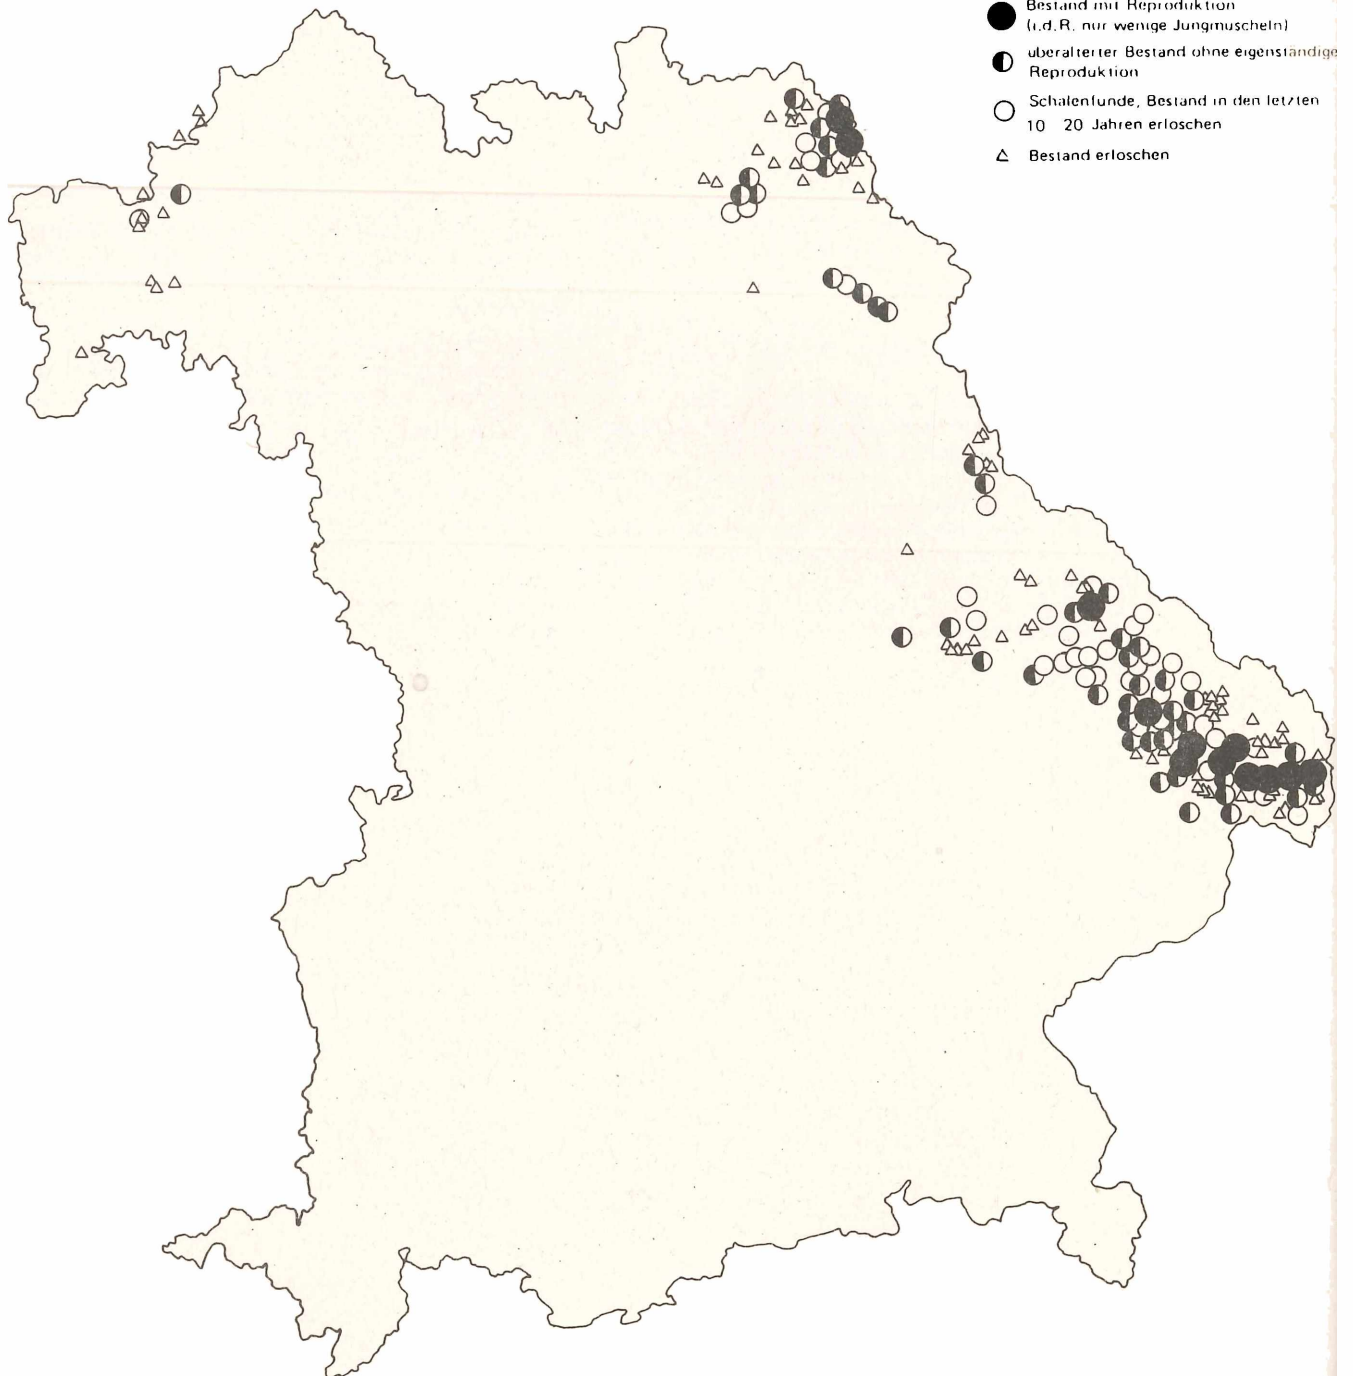 Bestand mit Reproduktion
(i.d.R. nur wenige Jungmuscheln)
uberalterter Bestand ohne eigenständige
Reproduktion
Schalenfunde, Bestand in den letzten
10 20 Jahren erloschen
Bestand erloschen